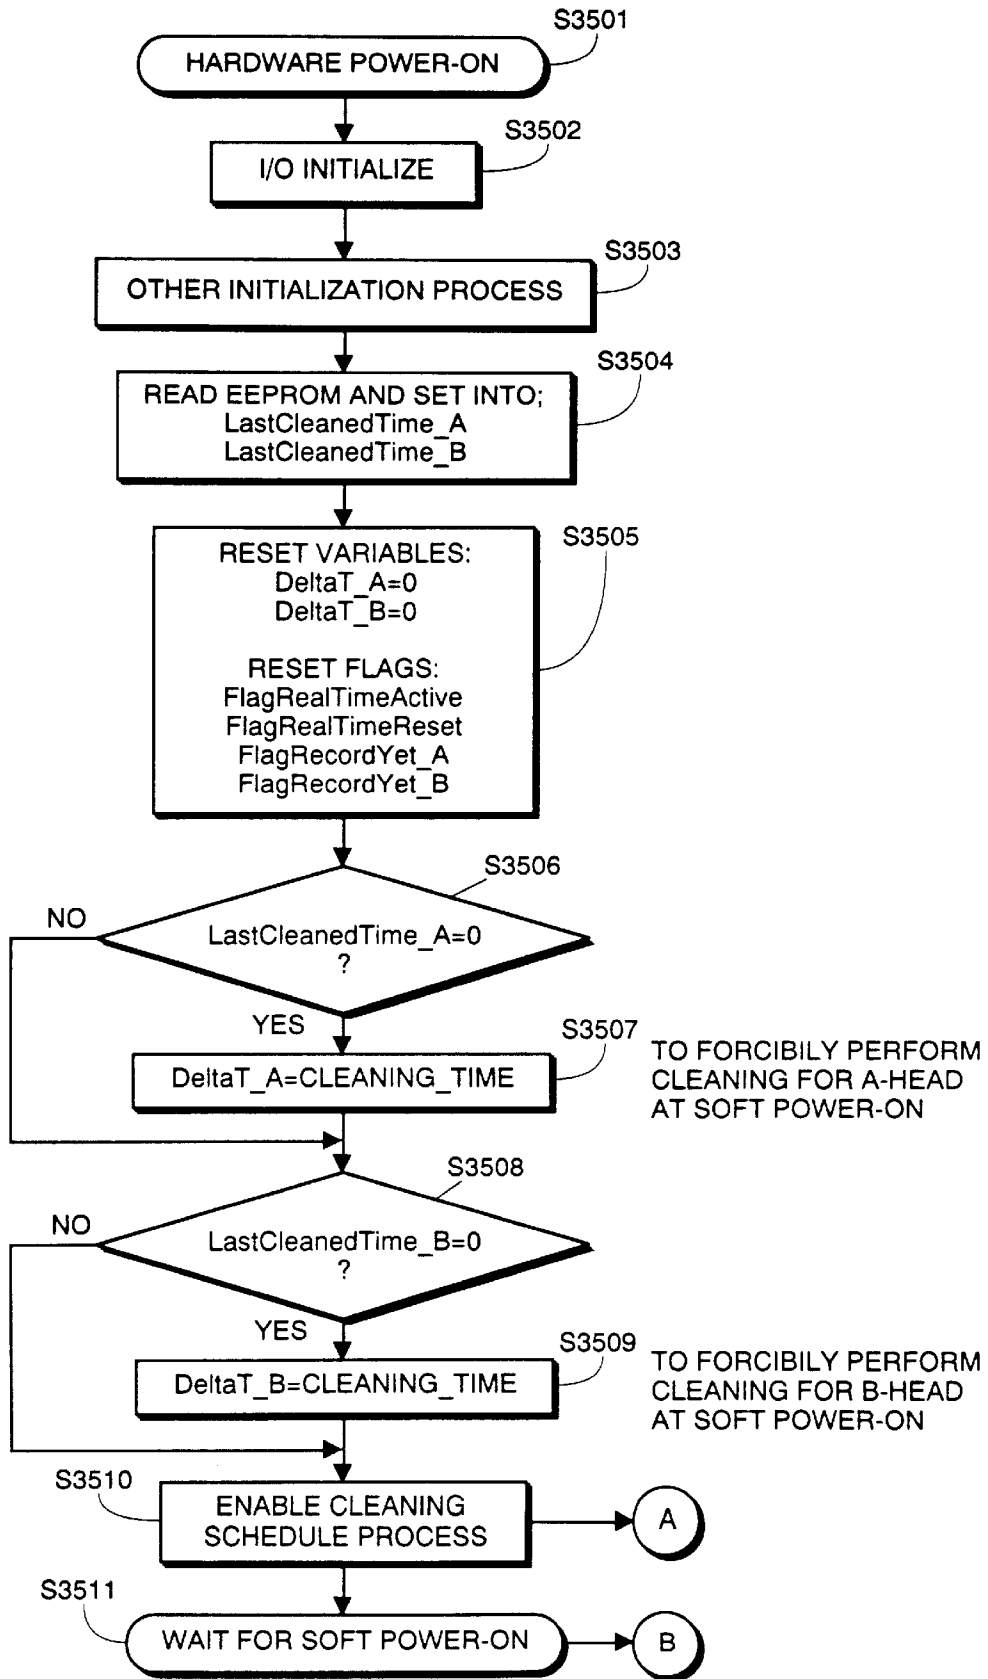 S3501
HARDWARE POWER-ON
S3502
I/O INITIALIZE
S3503
OTHER INITIALIZATION PROCESS
S3504
READ EEPROM AND SET INTO;
LastCleanedTime_A
LastCleanedTime_B
S3505
RESET VARIABLES:
DeltaT_A=0
DeltaT_B=0
RESET FLAGS:
FlagRealTimeActive
FlagRealTimeReset
FlagRecordYet_A
FlagRecordYet_B
S3506
NO
LastCleanedTime_A=0
?
YES
S3507
DeltaT_A=CLEANING_TIME
TO FORCIBILY PERFORM
CLEANING FOR A-HEAD
AT SOFT POWER-ON
S3508
NO
LastCleanedTime_B=0
?
YES
S3509
DeltaT_B=CLEANING_TIME
TO FORCIBILY PERFORM
CLEANING FOR B-HEAD
AT SOFT POWER-ON
S3510
ENABLE CLEANING
SCHEDULE PROCESS
A
S3511
WAIT FOR SOFT POWER-ON
B